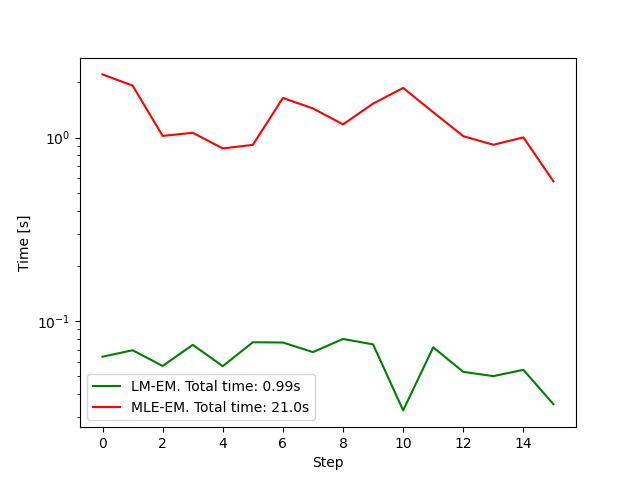 10⁰
Time [s]
10⁻¹
LM-EM. Total time: 0.99s
MLE-EM. Total time: 21.0s
0 2 4 6 8 10 12 14
Step